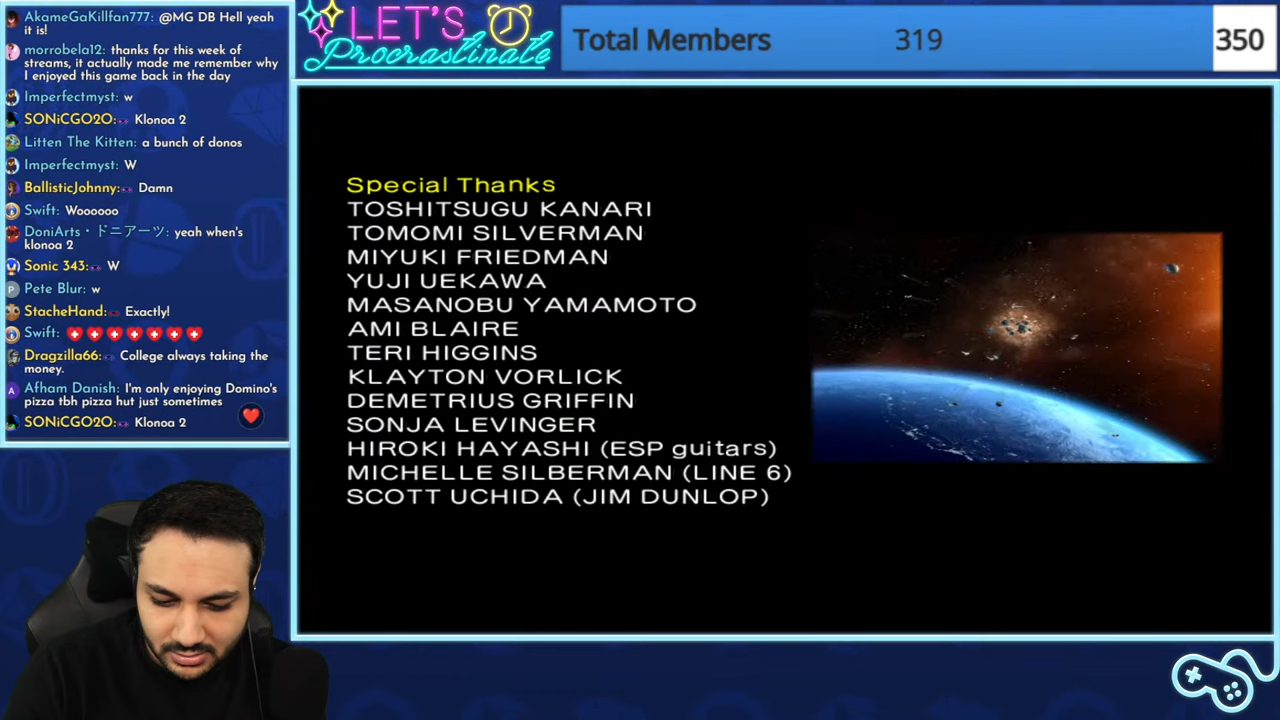 AkameGaKillfan777: @MG DB Hell yeah
it is!
morrobela12: thanks for this week of
streams, it actually made me remember why
I enjoyed this game back in the day
Imperfectmyst: w
SONiCGO2O: Klonoa 2
Litten The Kitten: a bunch of donos
Imperfectmyst: W
BallisticJohnny: Damn
Swift: Woooooo
DoniArts・ドニアーツ: yeah when's
klonoa 2
Sonic 343: W
P Pete Blur: w
StacheHand: Exactly!
Swift:
Dragzilla66: College always taking the
money.
A Afham Danish: I'm only enjoying Domino's
pizza tbh pizza hut just sometimes
SONiCGO2O: Klonoa 2
LET'S
Procrastinate
Total Members 319 350
Special Thanks
TOSHITSUGU KANARI
TOMOMI SILVERMAN
MIYUKI FRIEDMAN
YUJI UEKAWA
MASANOBU YAMAMOTO
AMI BLAIRE
TERI HIGGINS
KLAYTON VORLICK
DEMETRIUS GRIFFIN
SONJA LEVINGER
HIROKI HAYASHI (ESP guitars)
MICHELLE SILBERMAN (LINE 6)
SCOTT UCHIDA (JIM DUNLOP)